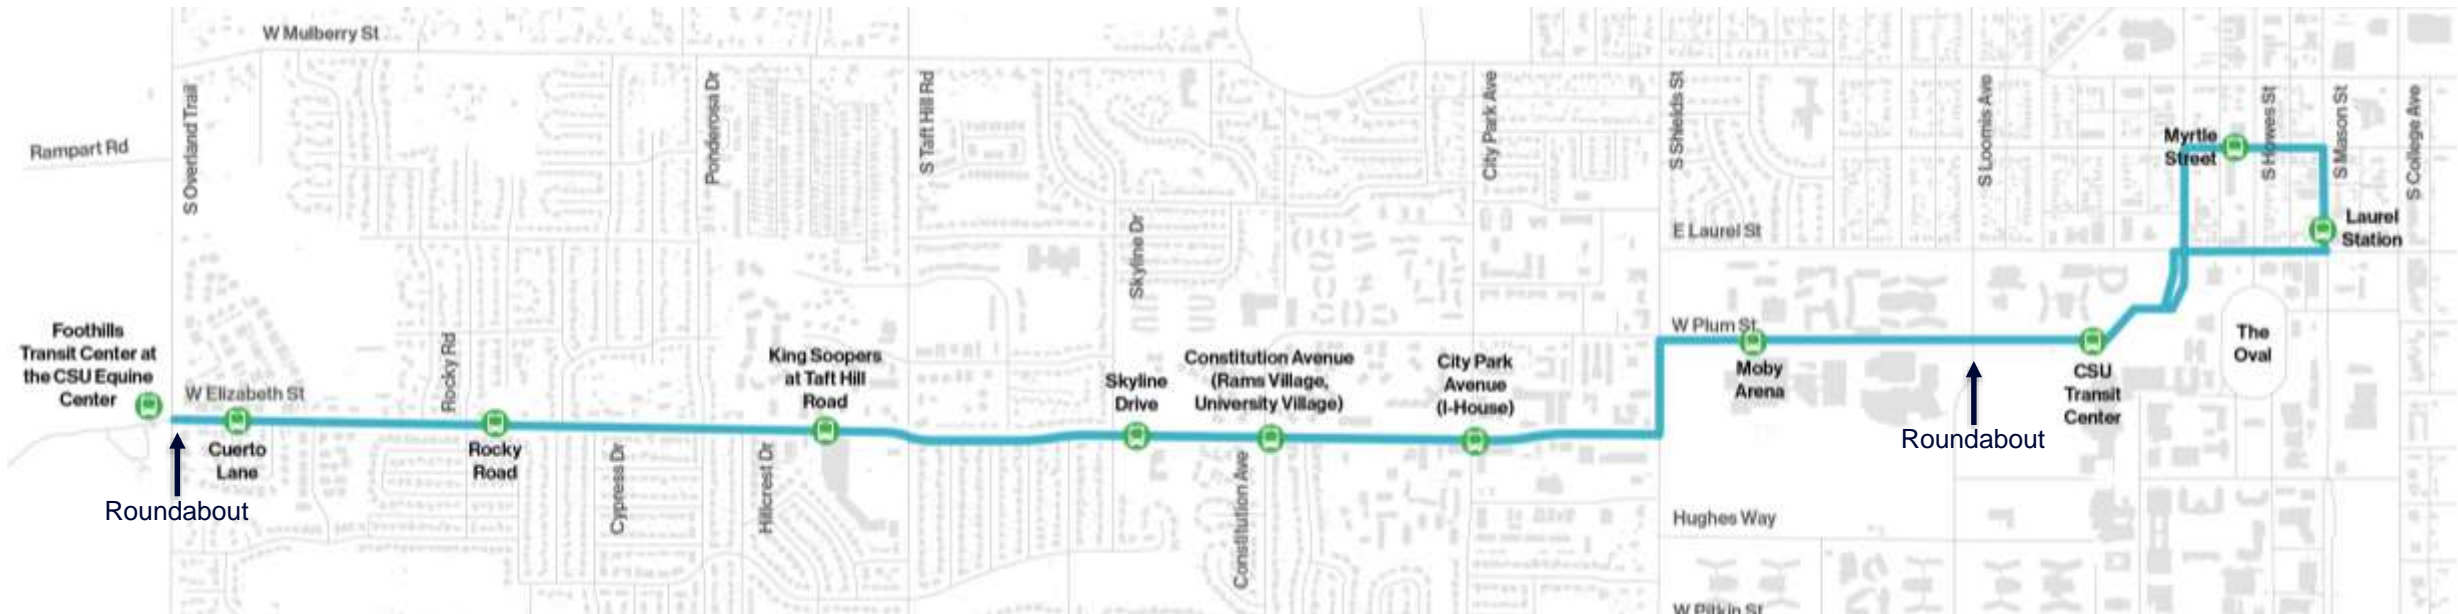 W Mulberry St
Rampart Rd
S Overland Trail
Ponderosa Dr
S Taft Hill Rd
City Park Ave
S Shields St
S Loomis Ave
Myrtle
Street
S Howes St
S Mason St
S College Ave
Laurel
Station
E Laurel St
Skyline Dr
Foothills
Transit Center at
the CSU Equine
Center
W Elizabeth St
Rocky Rd
King Soopers
at Taft Hill
Road
Skyline
Drive
Constitution Avenue
(Rams Village,
University Village)
City Park
Avenue
(I-House)
W Plum St
Moby
Arena
CSU
Transit
Center
The
Oval
Roundabout
Cuerto
Lane
Rocky
Road
Cypress Dr
Hillcrest Dr
Constitution Ave
Roundabout
Hughes Way
W Pitkin St